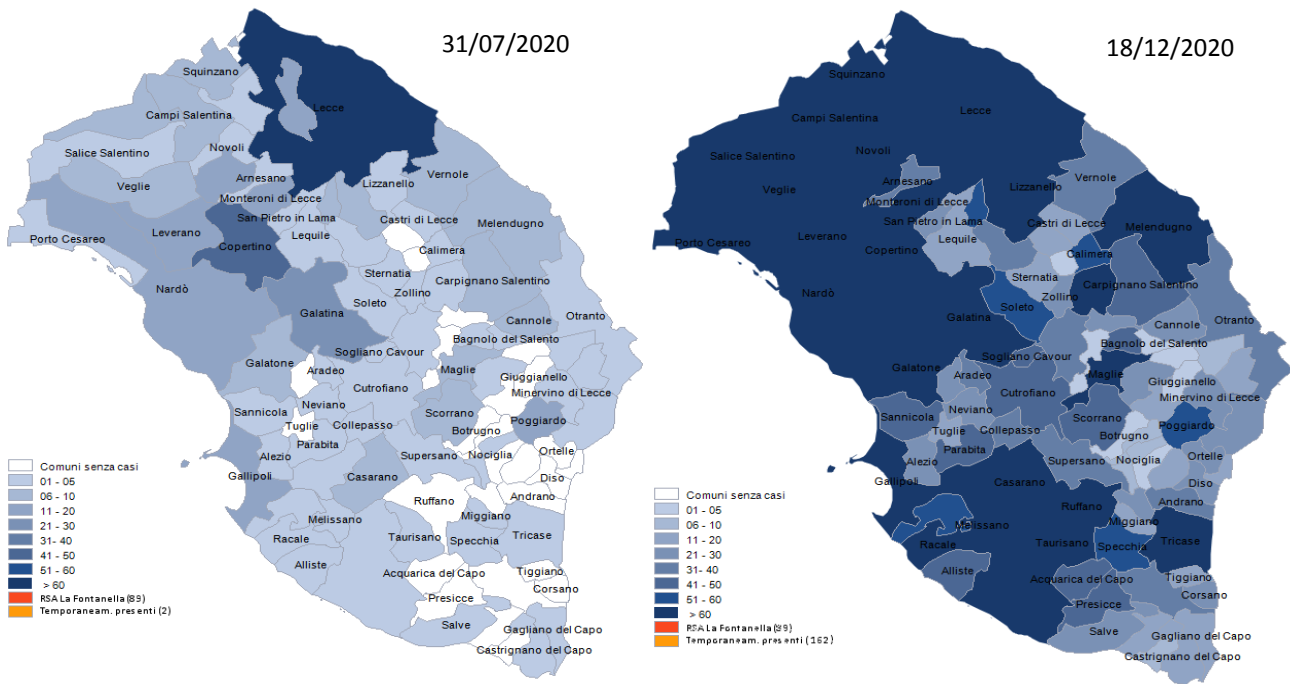 31/07/2020
Squinzano
Lecce
Campi Salentina
Novoli
Salice Salentino
Arnesano
Vernole
Lizzanello
Veglie
Monteroni di Lecce
San Pietro in Lama
Castri di Lecce
Melendugno
Leverano
Lequile
Porto Cesareo
Copertino
Calimera
Sternatia
Carpignano Salentino
Nardò
Zollino
Soleto
Galatina
Otranto
Cannole
Bagnolo del Salento
Sogliano Cavour
Galatone
Aradeo
Maglie
Giuggianello
Cutrofiano
Minervino di Lecce
Neviano
Sannicola
Scorrano
Poggiardo
Tuglie
Collepasso
Botrugno
Parabita
Ortelle
Alezio
Supersano
Nociglia
Gallipoli
Casarano
Diso
Ruffano
Andrano
Melissano
Miggiano
Racale
Taurisano
Specchia
Tricase
Alliste
Acquarica del Capo
Tiggiano
Corsano
Presicce
Salve
Gagliano del Capo
Castrignano del Capo
Comuni senza casi
01 - 05
06 - 10
11 - 20
21 - 30
31- 40
41 - 50
51 - 60
> 60
RSA La Fontanella (89)
Temporaneam. presenti (2)
18/12/2020
Squinzano
Lecce
Campi Salentina
Novoli
Salice Salentino
Arnesano
Vernole
Lizzanello
Veglie
Monteroni di Lecce
San Pietro in Lama
Castri di Lecce
Melendugno
Leverano
Lequile
Porto Cesareo
Copertino
Calimera
Sternatia
Carpignano Salentino
Nardò
Zollino
Soleto
Galatina
Otranto
Cannole
Bagnolo del Salento
Sogliano Cavour
Galatone
Aradeo
Maglie
Giuggianello
Cutrofiano
Minervino di Lecce
Neviano
Sannicola
Scorrano
Poggiardo
Tuglie
Collepasso
Botrugno
Parabita
Ortelle
Alezio
Supersano
Nociglia
Gallipoli
Casarano
Diso
Ruffano
Andrano
Melissano
Miggiano
Racale
Taurisano
Specchia
Tricase
Alliste
Acquarica del Capo
Tiggiano
Corsano
Presicce
Salve
Gagliano del Capo
Castrignano del Capo
Comuni senza casi
01 - 05
06 - 10
11 - 20
21 - 30
31 - 40
41 - 50
51 - 60
> 60
RSA La Fontanella
Temporaneam. presenti (162)